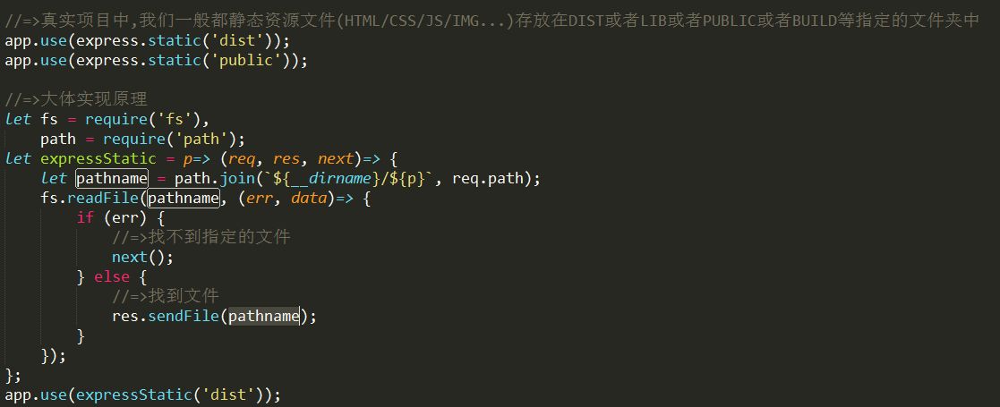 //=>真实项目中,我们一般都静态资源文件(HTML/CSS/JS/IMG...)存放在DIST或者LIB或者PUBLIC或者BUILD等指定的文件夹中
app.use(express.static('dist'));
app.use(express.static('public'));
//=>大体实现原理
let fs = require('fs'),
    path = require('path');
let expressStatic = p=> (req, res, next)=> {
    let pathname = path.join(`${__dirname}/${p}`, req.path);
    fs.readFile(pathname, (err, data)=> {
        if (err) {
            //=>找不到指定的文件
            next();
        } else {
            //=>找到文件
            res.sendFile(pathname);
        }
    });
};
app.use(expressStatic('dist'));